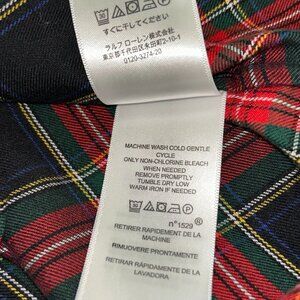 すぐに干してください
ラルフ ローレン株式会社
東京都千代田区永田町2-10-1
0120-3274-20
MACHINE WASH COLD-GENTLE
CYCLE
ONLY NON-CHLORINE BLEACH
WHEN NEEDED
REMOVE PROMPTLY
TUMBLE DRY LOW
WARM IRON IF NEEDED
n°1529®
RETIRER RAPIDEMENT DE LA
MACHINE
RIMUOVERE PRONTAMENTE
RETIRAR RÁPIDAMENTE DE LA
LAVADORA